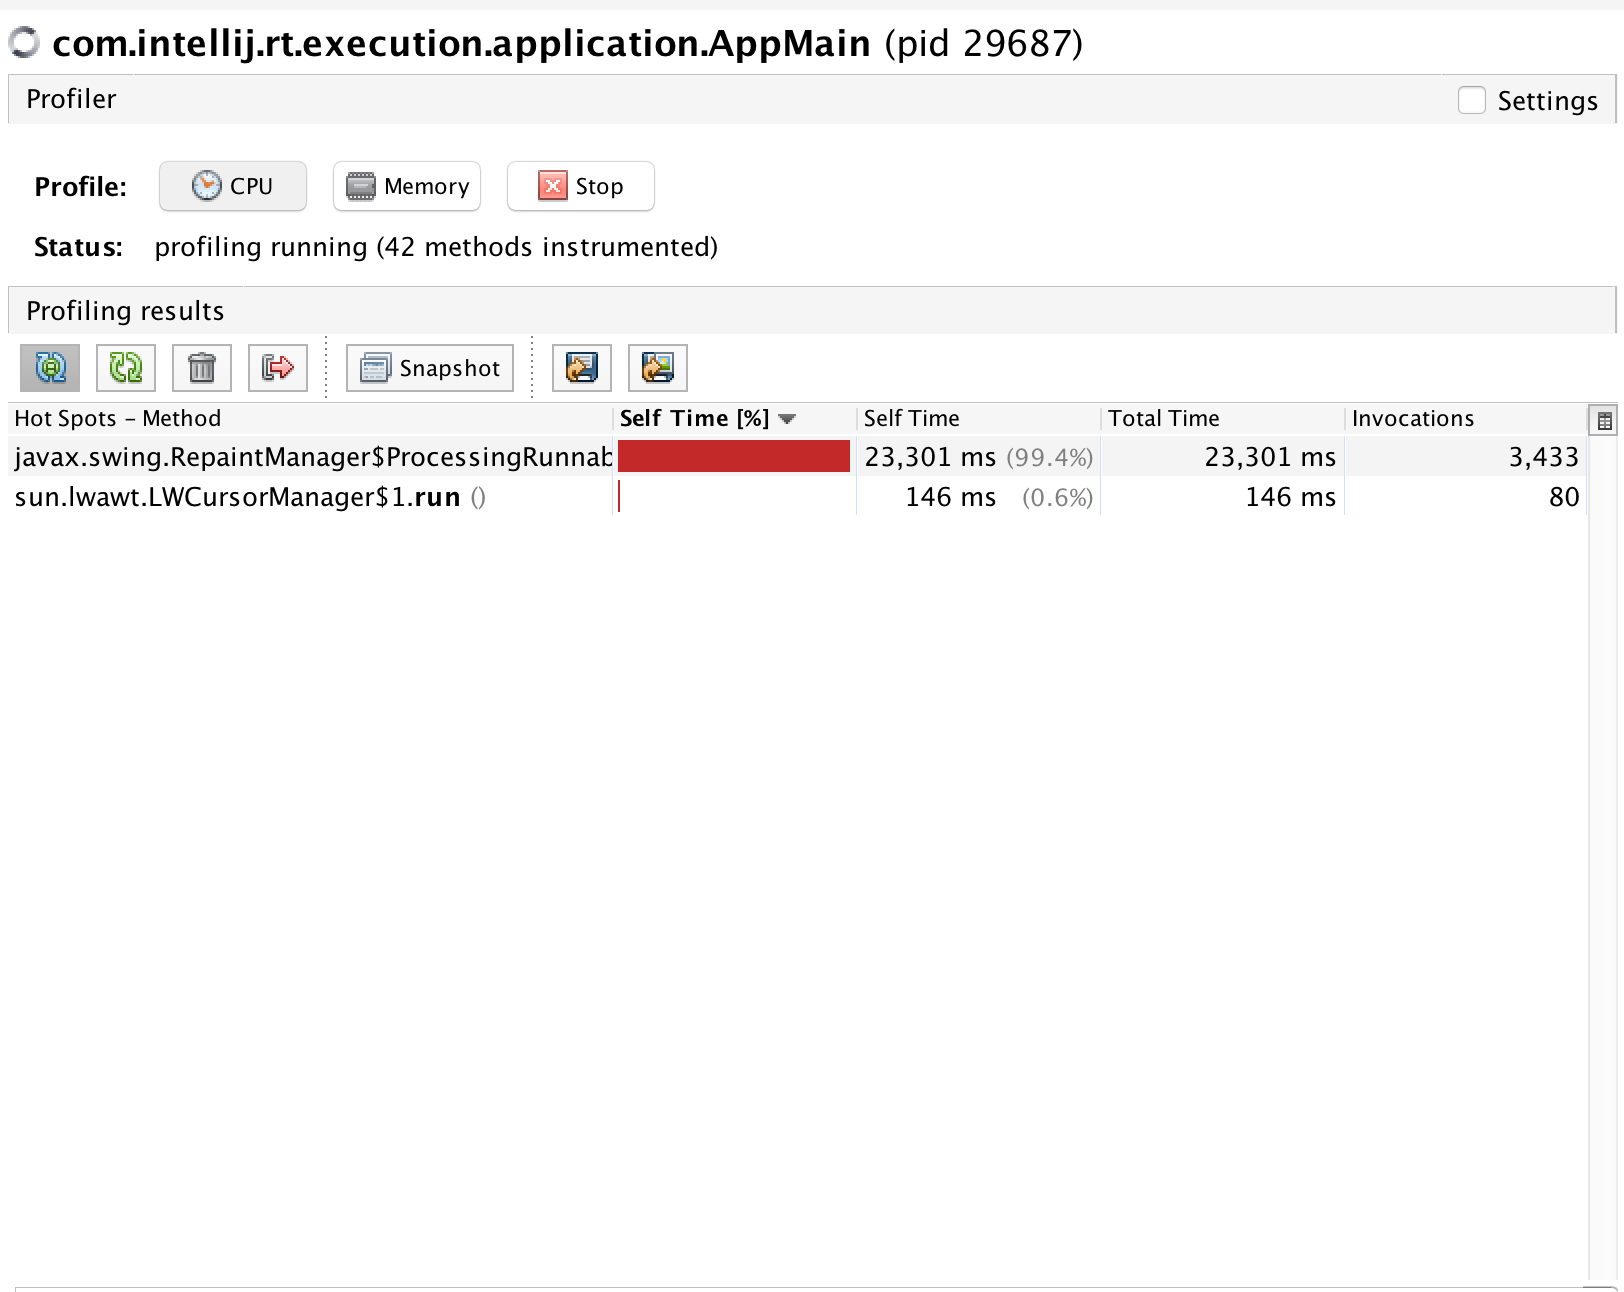 com.intellij.rt.execution.application.AppMain (pid 29687)
Profiler Settings
Profile: CPU Memory Stop
Status: profiling running (42 methods instrumented)
Profiling results
Snapshot
Hot Spots – Method Self Time [%] Self Time Total Time Invocations
javax.swing.RepaintManager$ProcessingRunnab 23,301 ms (99.4%) 23,301 ms 3,433
sun.lwawt.LWCursorManager$1.run () 146 ms (0.6%) 146 ms 80